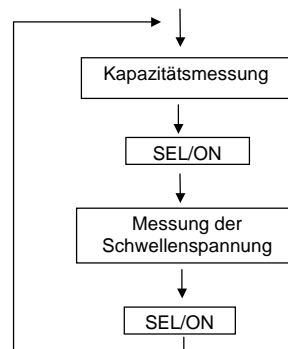 Kapazitätsmessung
SEL/ON
Messung der
Schwellenspannung
SEL/ON